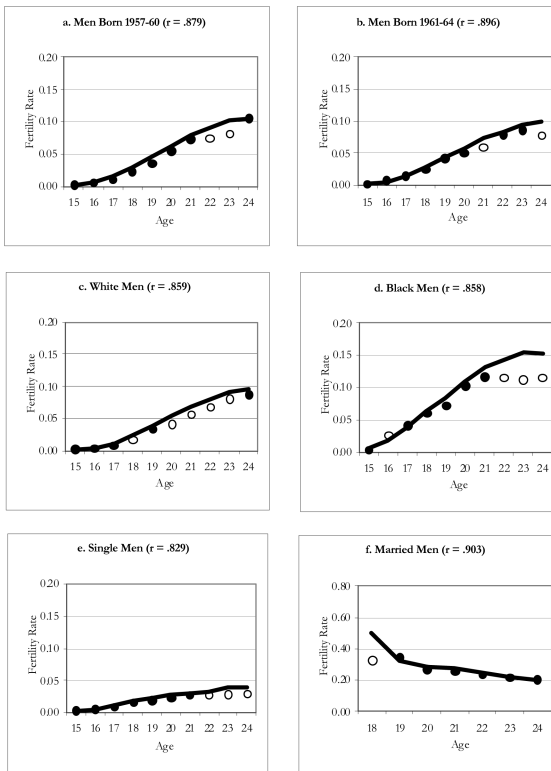 a. Men Born 1957-60 (r = .879)
Fertility Rate
0.20
0.15
0.10
0.05
0.00
15 16 17 18 19 20 21 22 23 24
Age
b. Men Born 1961-64 (r = .896)
Fertility Rate
0.20
0.15
0.10
0.05
0.00
15 16 17 18 19 20 21 22 23 24
Age
c. White Men (r = .859)
Fertility Rate
0.20
0.15
0.10
0.05
0.00
15 16 17 18 19 20 21 22 23 24
Age
d. Black Men (r = .858)
Fertility Rate
0.20
0.15
0.10
0.05
0.00
15 16 17 18 19 20 21 22 23 24
Age
e. Single Men (r = .829)
Fertility Rate
0.20
0.15
0.10
0.05
0.00
15 16 17 18 19 20 21 22 23 24
Age
f. Married Men (r = .903)
Fertility Rate
0.80
0.60
0.40
0.20
0.00
18 19 20 21 22 23 24
Age